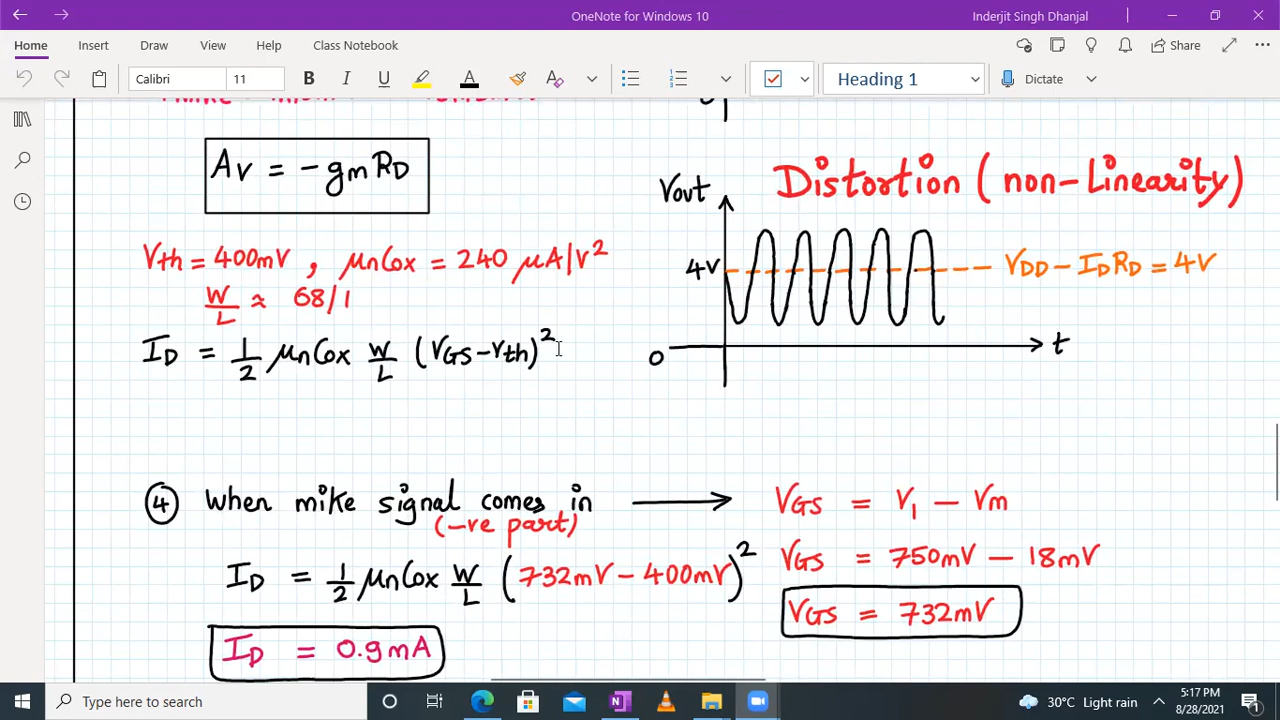 OneNote for Windows 10
Inderjit Singh Dhanjal
Home Insert Draw View Help Class Notebook
Share
Calibri 11 B I A Heading 1 Dictate
Av = - gmRD
Vth = 400mV , μnCox = 240 μA/v²
W/L ≈ 68/1
ID = 1/2 μnCox W/L (VGS-Vth)²
Distortion (non-Linearity)
Vout
4V
VDD - IDRD = 4V
0
t
④ when mike signal comes in
(-ve part)
ID = 1/2 μnCox W/L (732mV - 400mV)²
ID = 0.9mA
VGS = V1 - Vm
VGS = 750mV - 18mV
VGS = 732mV
Type here to search
30°C Light rain
5:17 PM
8/28/2021
1